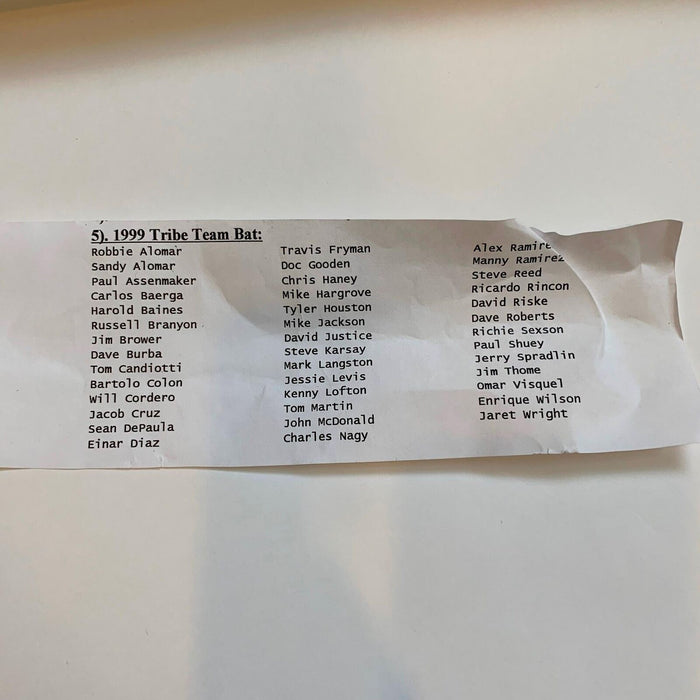 5). 1999 Tribe Team Bat:
Robbie Alomar
Sandy Alomar
Paul Assenmaker
Carlos Baerga
Harold Baines
Russell Branyon
Jim Brower
Dave Burba
Tom Candiotti
Bartolo Colon
Will Cordero
Jacob Cruz
Sean DePaula
Einar Diaz
Travis Fryman
Doc Gooden
Chris Haney
Mike Hargrove
Tyler Houston
Mike Jackson
David Justice
Steve Karsay
Mark Langston
Jessie Levis
Kenny Lofton
Tom Martin
John McDonald
Charles Nagy
Alex Ramire
Manny Ramirez
Steve Reed
Ricardo Rincon
David Riske
Dave Roberts
Richie Sexson
Paul Shuey
Jerry Spradlin
Jim Thome
Omar Visquel
Enrique Wilson
Jaret Wright